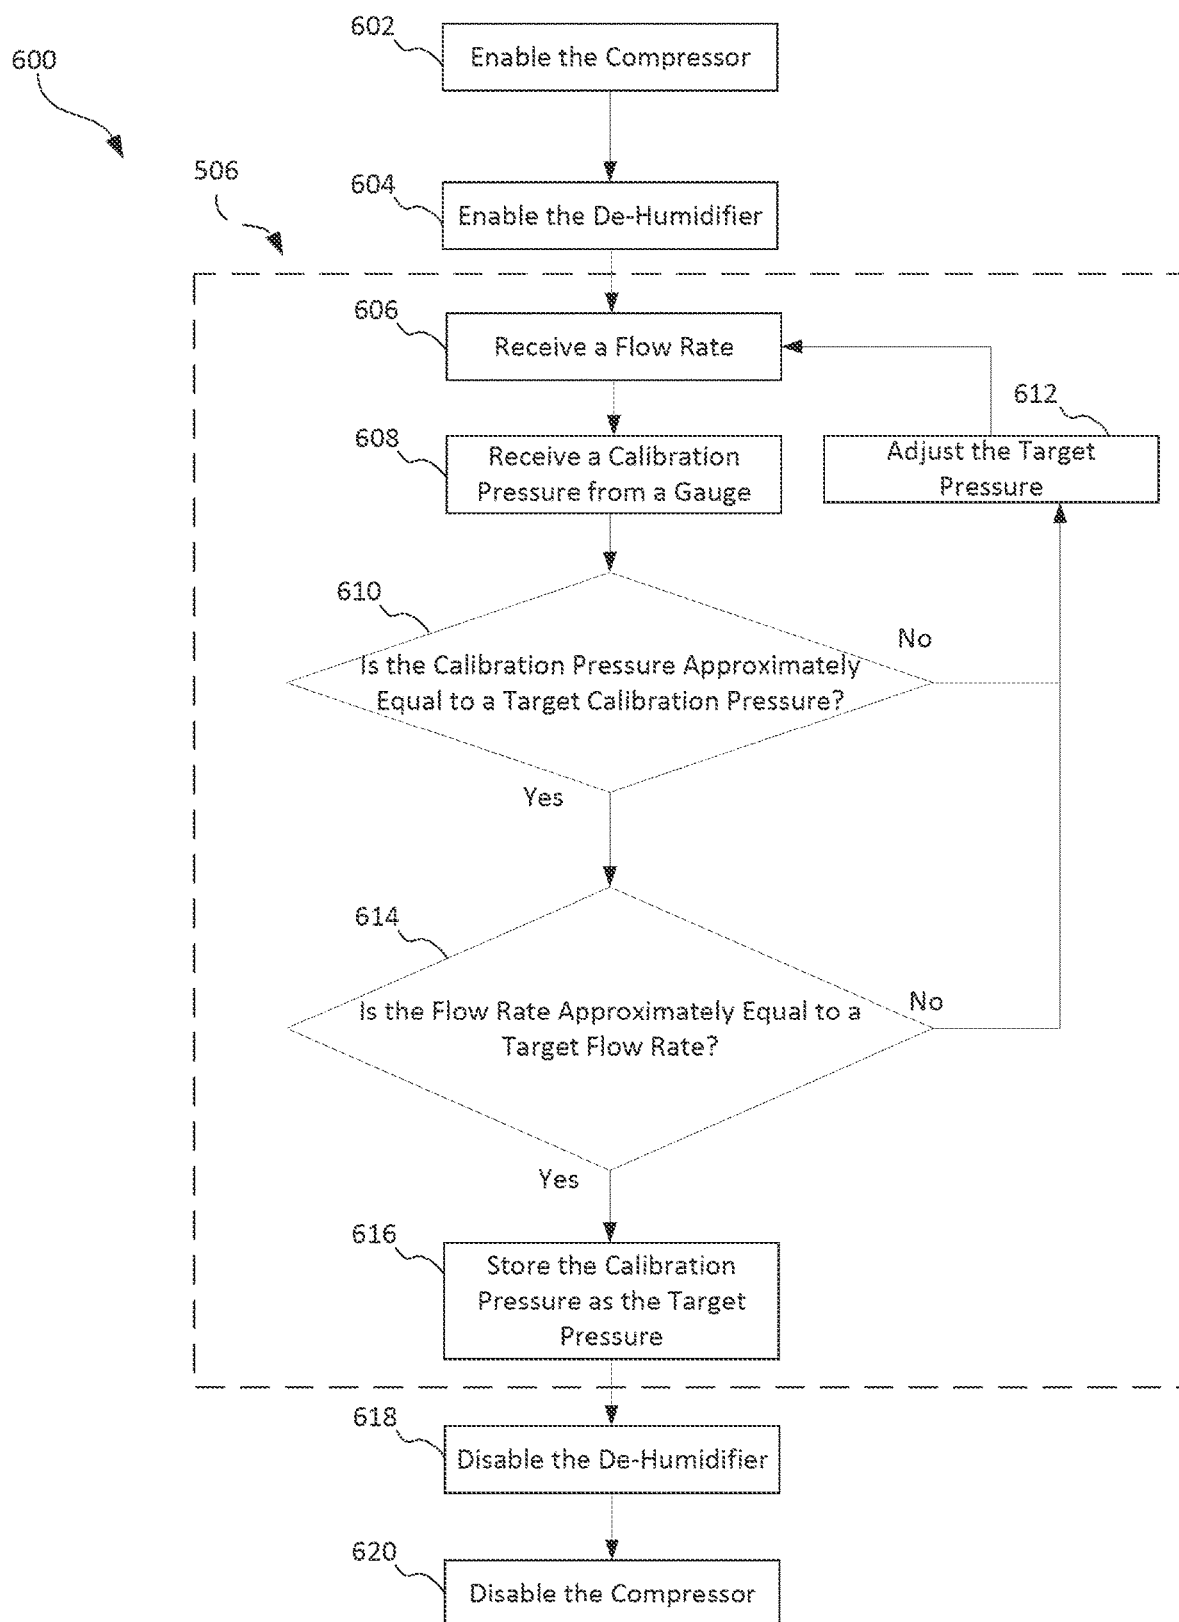 602
Enable the Compressor
600
506
604
Enable the De-Humidifier
606
Receive a Flow Rate
612
608
Receive a Calibration
Pressure from a Gauge
Adjust the Target
Pressure
610
No
Is the Calibration Pressure Approximately
Equal to a Target Calibration Pressure?
Yes
614
No
Is the Flow Rate Approximately Equal to a
Target Flow Rate?
Yes
616
Store the Calibration
Pressure as the Target
Pressure
618
Disable the De-Humidifier
620
Disable the Compressor